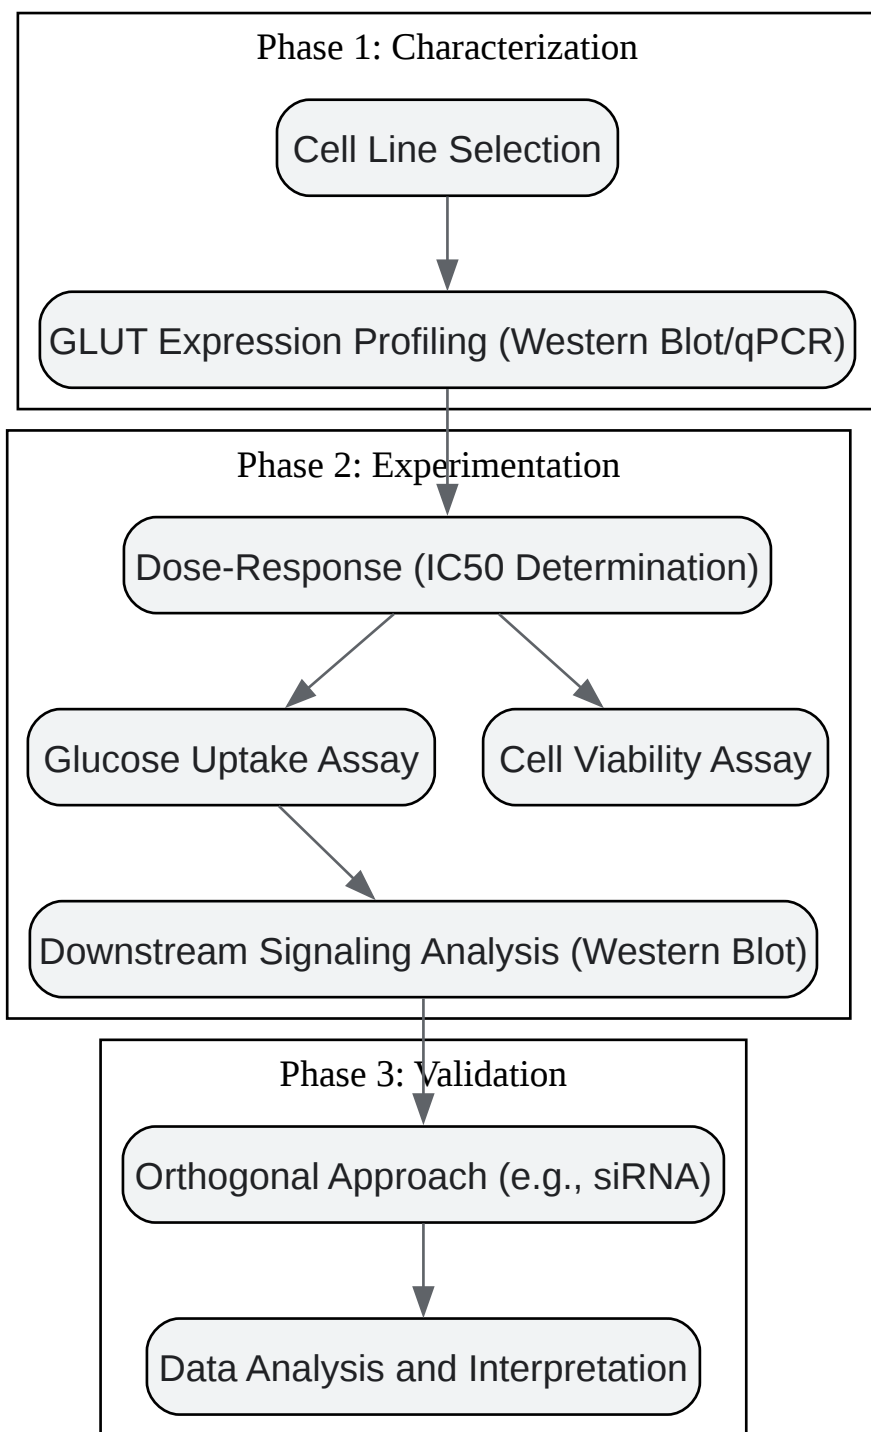 Phase 1: Characterization
Cell Line Selection
GLUT Expression Profiling (Western Blot/qPCR)
Phase 2: Experimentation
Dose-Response (IC50 Determination)
Glucose Uptake Assay
Cell Viability Assay
Downstream Signaling Analysis (Western Blot)
Phase 3: Validation
Orthogonal Approach (e.g., siRNA)
Data Analysis and Interpretation